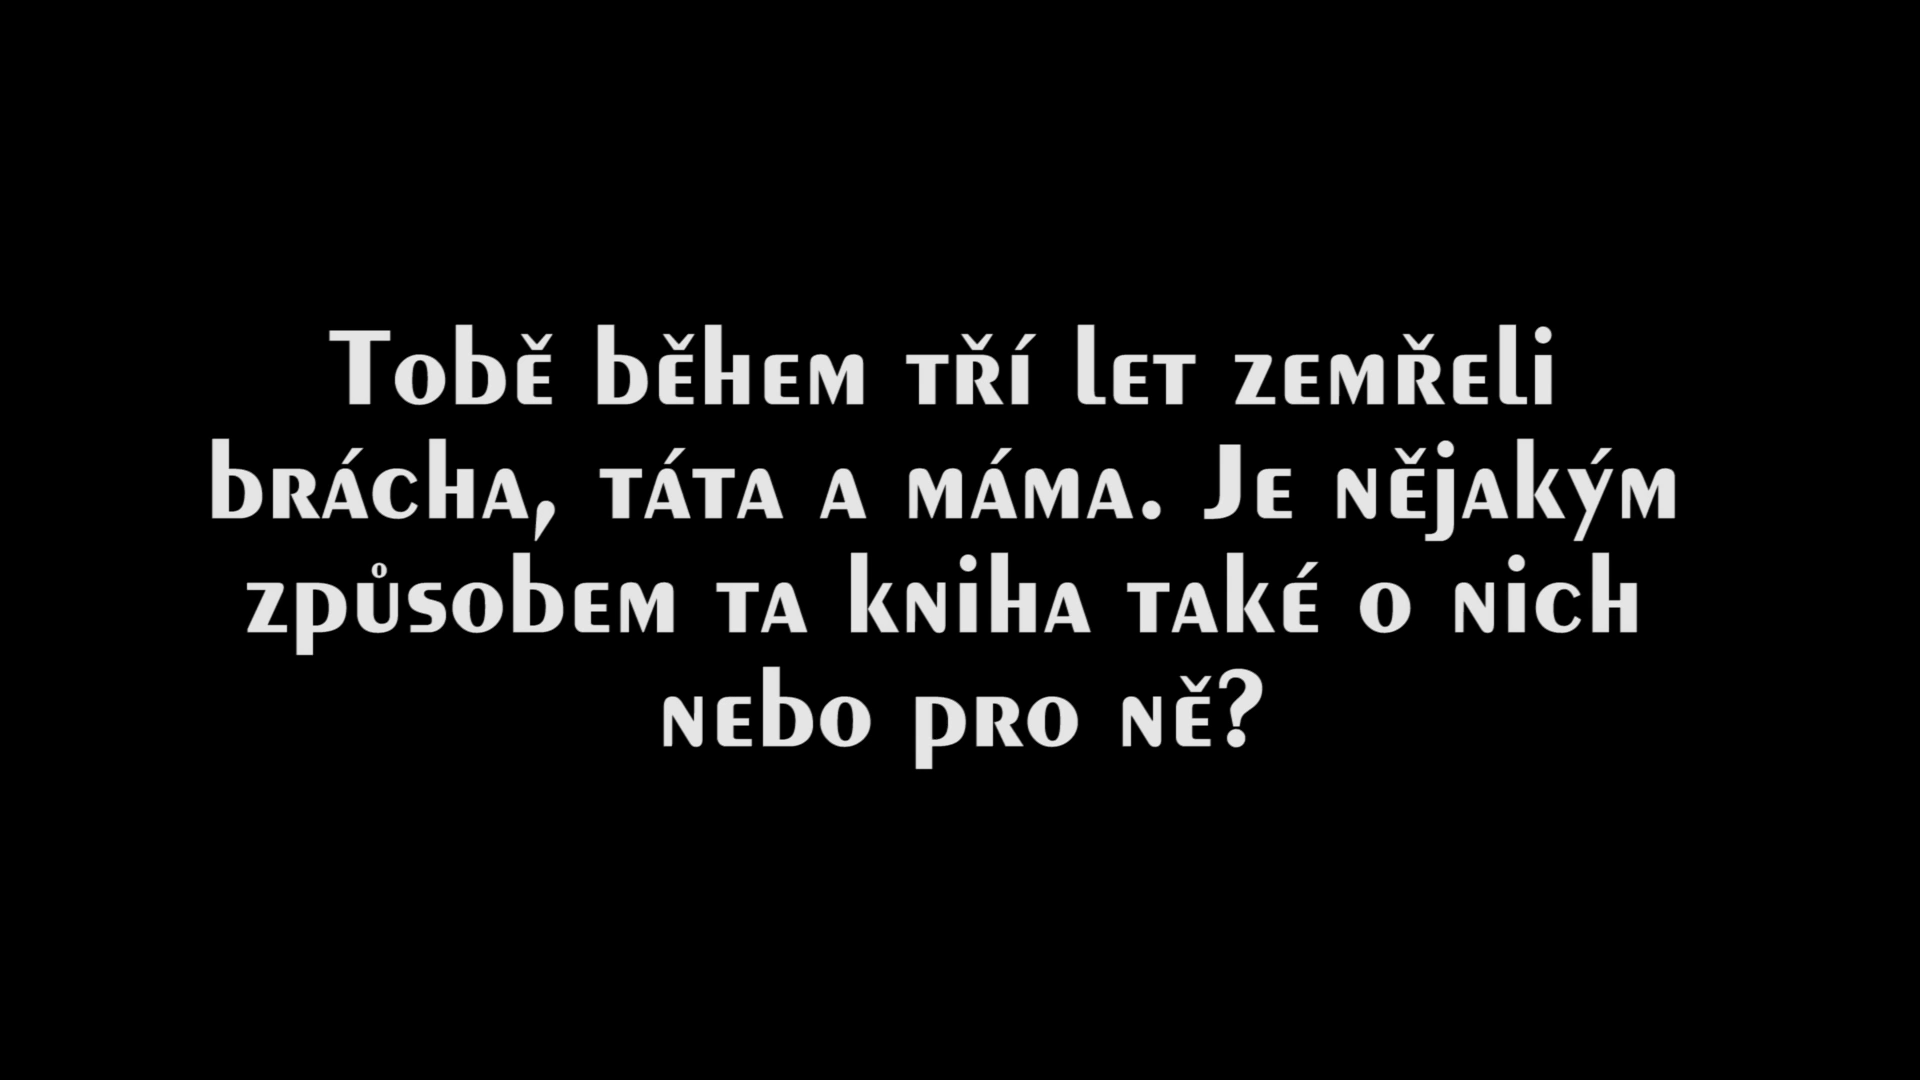 Tobě během tří let zemřeli
brácha, táta a máma. Je nějakým
způsobem ta kniha také o nich
nebo pro ně?